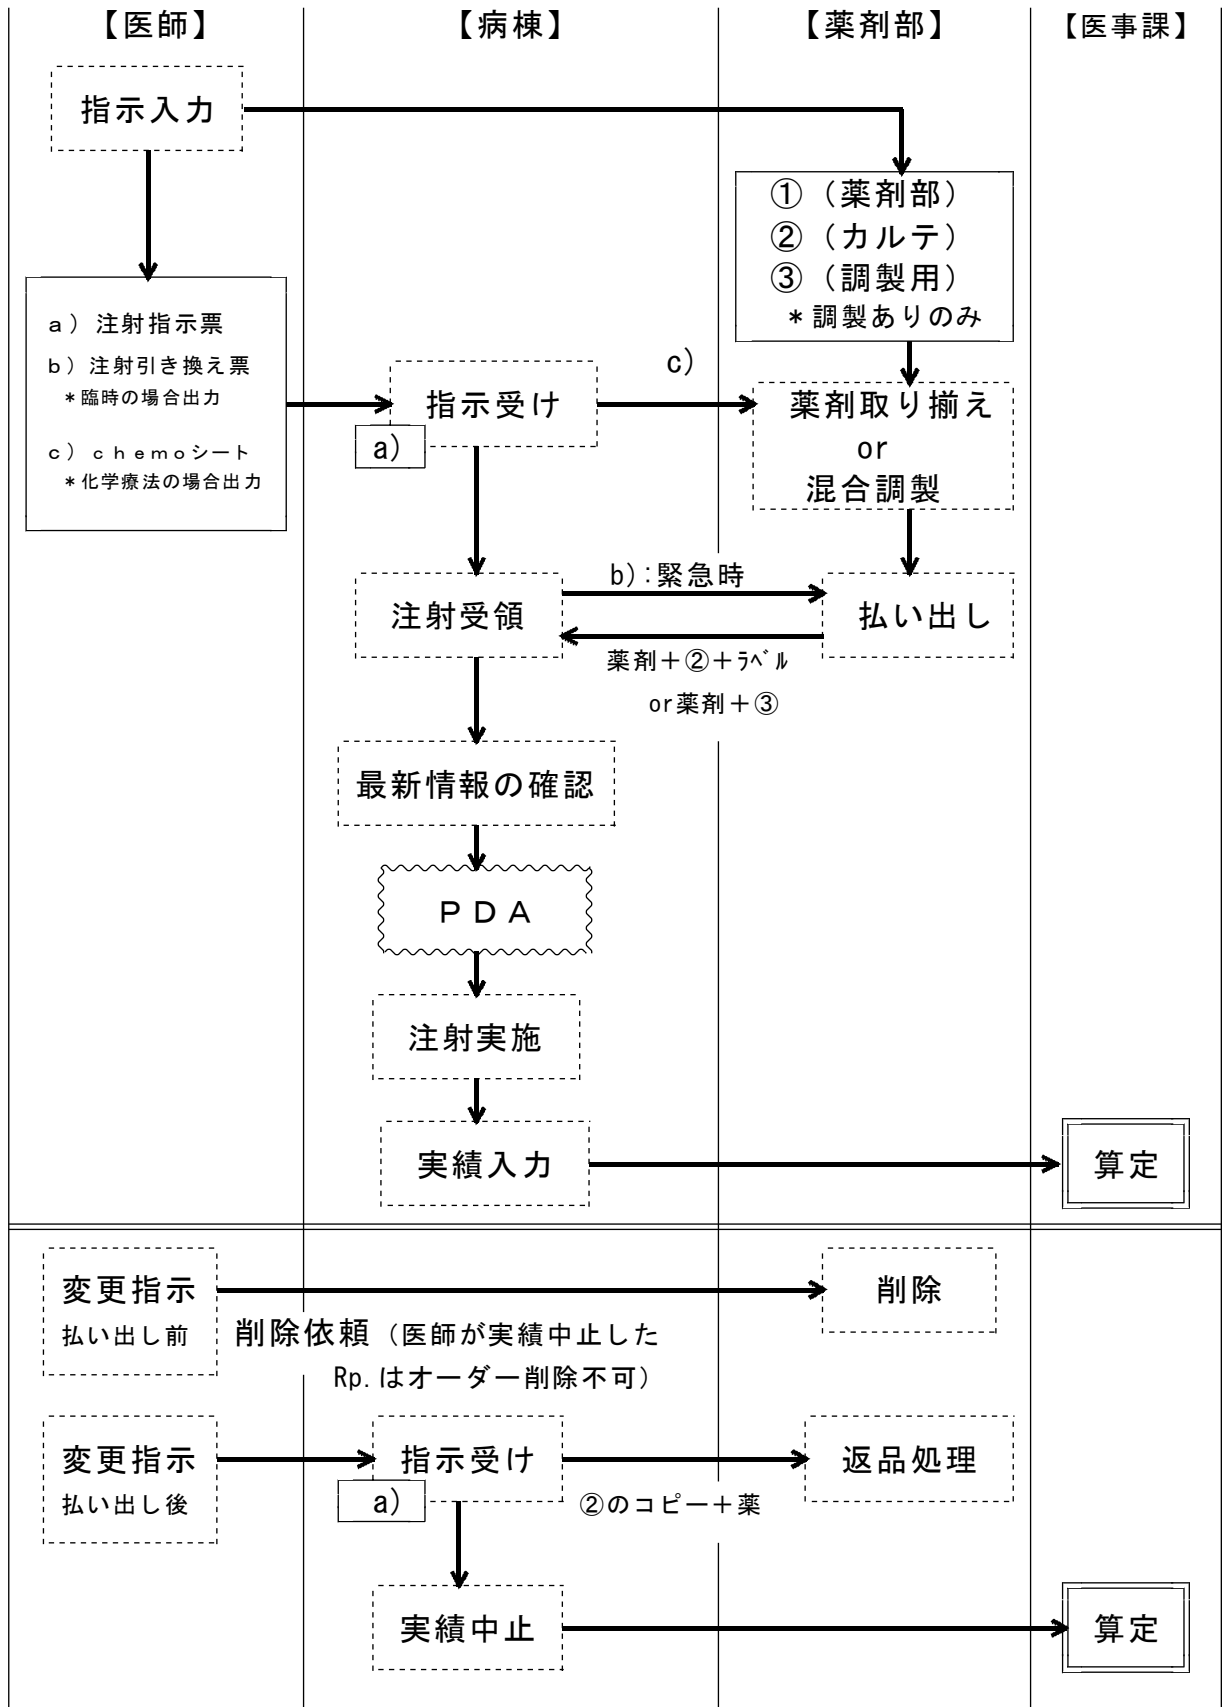 【医師】
【病棟】
【薬剤部】
【医事課】
指示入力
①（薬剤部）
②（カルテ）
③（調製用）
＊調製ありのみ
ａ）注射指示票
ｂ）注射引き換え票
＊臨時の場合出力
ｃ）ｃｈｅｍｏシート
＊化学療法の場合出力
指示受け
a)
c)
薬剤取り揃え
or
混合調製
注射受領
b):緊急時
払い出し
薬剤＋②＋ﾗﾍﾞﾙ
or薬剤＋③
最新情報の確認
ＰＤＡ
注射実施
実績入力
算定
変更指示
払い出し前
削除
削除依頼（医師が実績中止した
Rp.はオーダー削除不可）
変更指示
払い出し後
指示受け
a)
返品処理
②のコピー＋薬
実績中止
算定